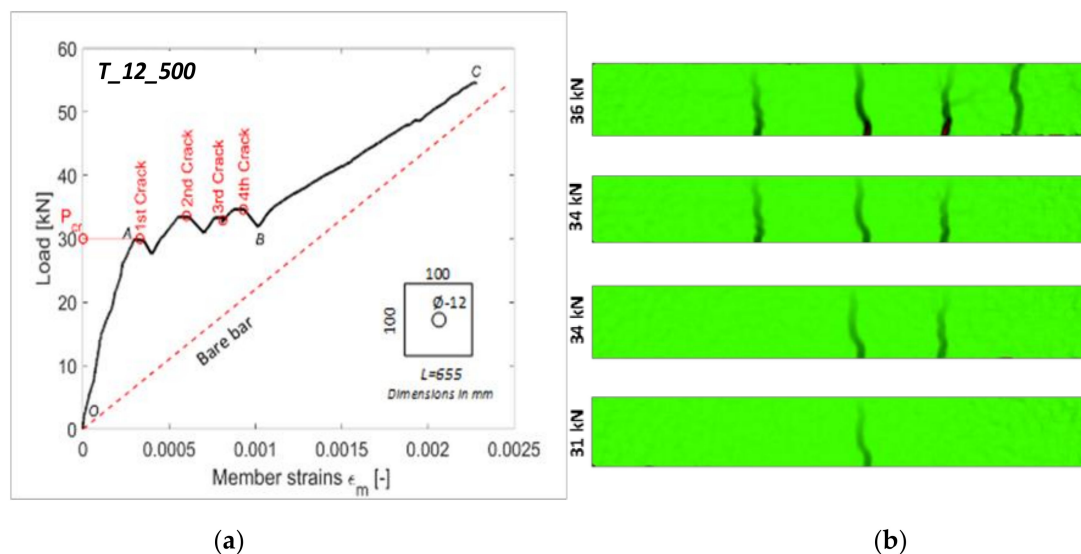 T_12_500
60
50
40
30
20
10
0
Load [kN]
P cr
O
A
B
C
1st Crack
2nd Crack
3rd Crack
4th Crack
Bare bar
100
Ø-12
100
L=655
Dimensions in mm
0
0.0005
0.001
0.0015
0.002
0.0025
Member strains ϵm [-]
(a)
36 kN
34 kN
34 kN
31 kN
(b)